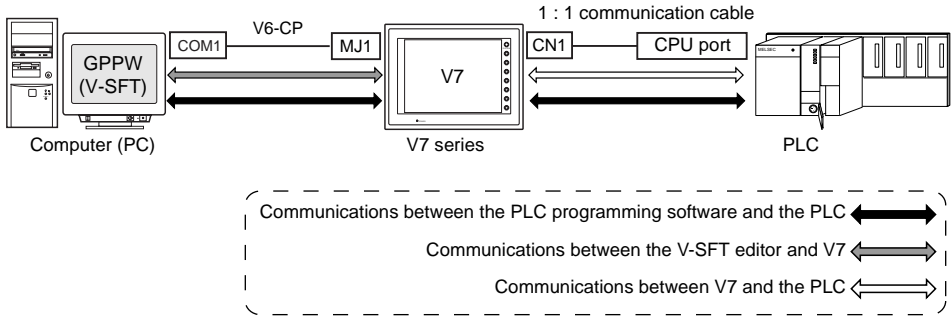 1 : 1 communication cable
V6-CP
COM1
MJ1
CN1
CPU port
MELSEC
GPPW
(V-SFT)
V7
Computer (PC)
V7 series
PLC
Communications between the PLC programming software and the PLC
Communications between the V-SFT editor and V7
Communications between V7 and the PLC